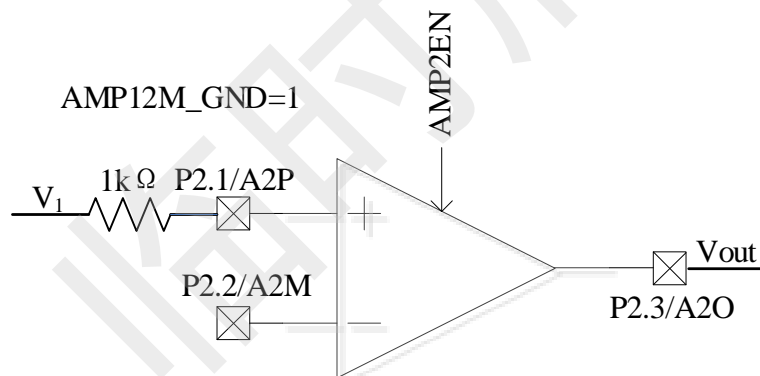 AMP2EN
AMP12M_GND=1
1kΩ
P2.1/A2P
V1
+
Vout
P2.2/A2M
P2.3/A2O